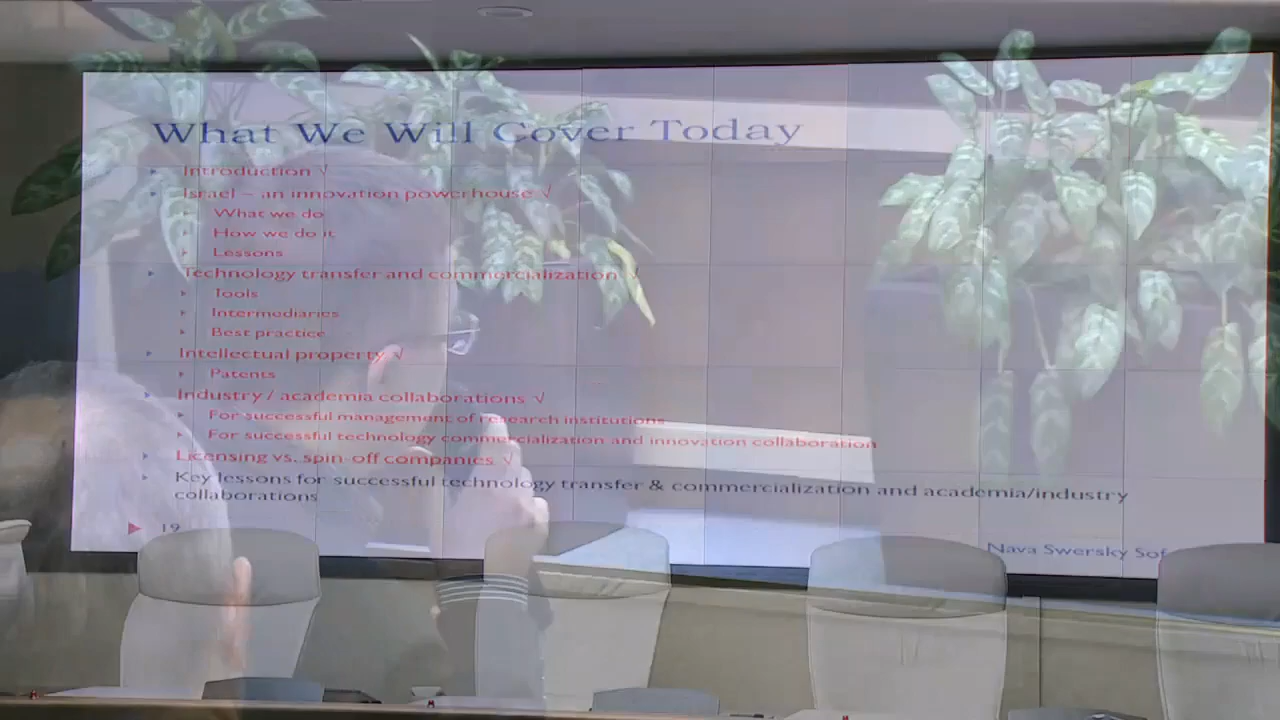 What We Will Cover Today
Introduction √
Israel – an innovation powerhouse √
What we do
How we do it
Lessons
Technology transfer and commercialization √
Tools
Intermediaries
Best practice
Intellectual property √
Patents
Industry / academia collaborations √
For successful management of research institutions
For successful technology commercialization and innovation collaboration
Licensing vs. spin-off companies √
Key lessons for successful technology transfer & commercialization and academia/industry
collaborations
19
Nava Swersky Sof